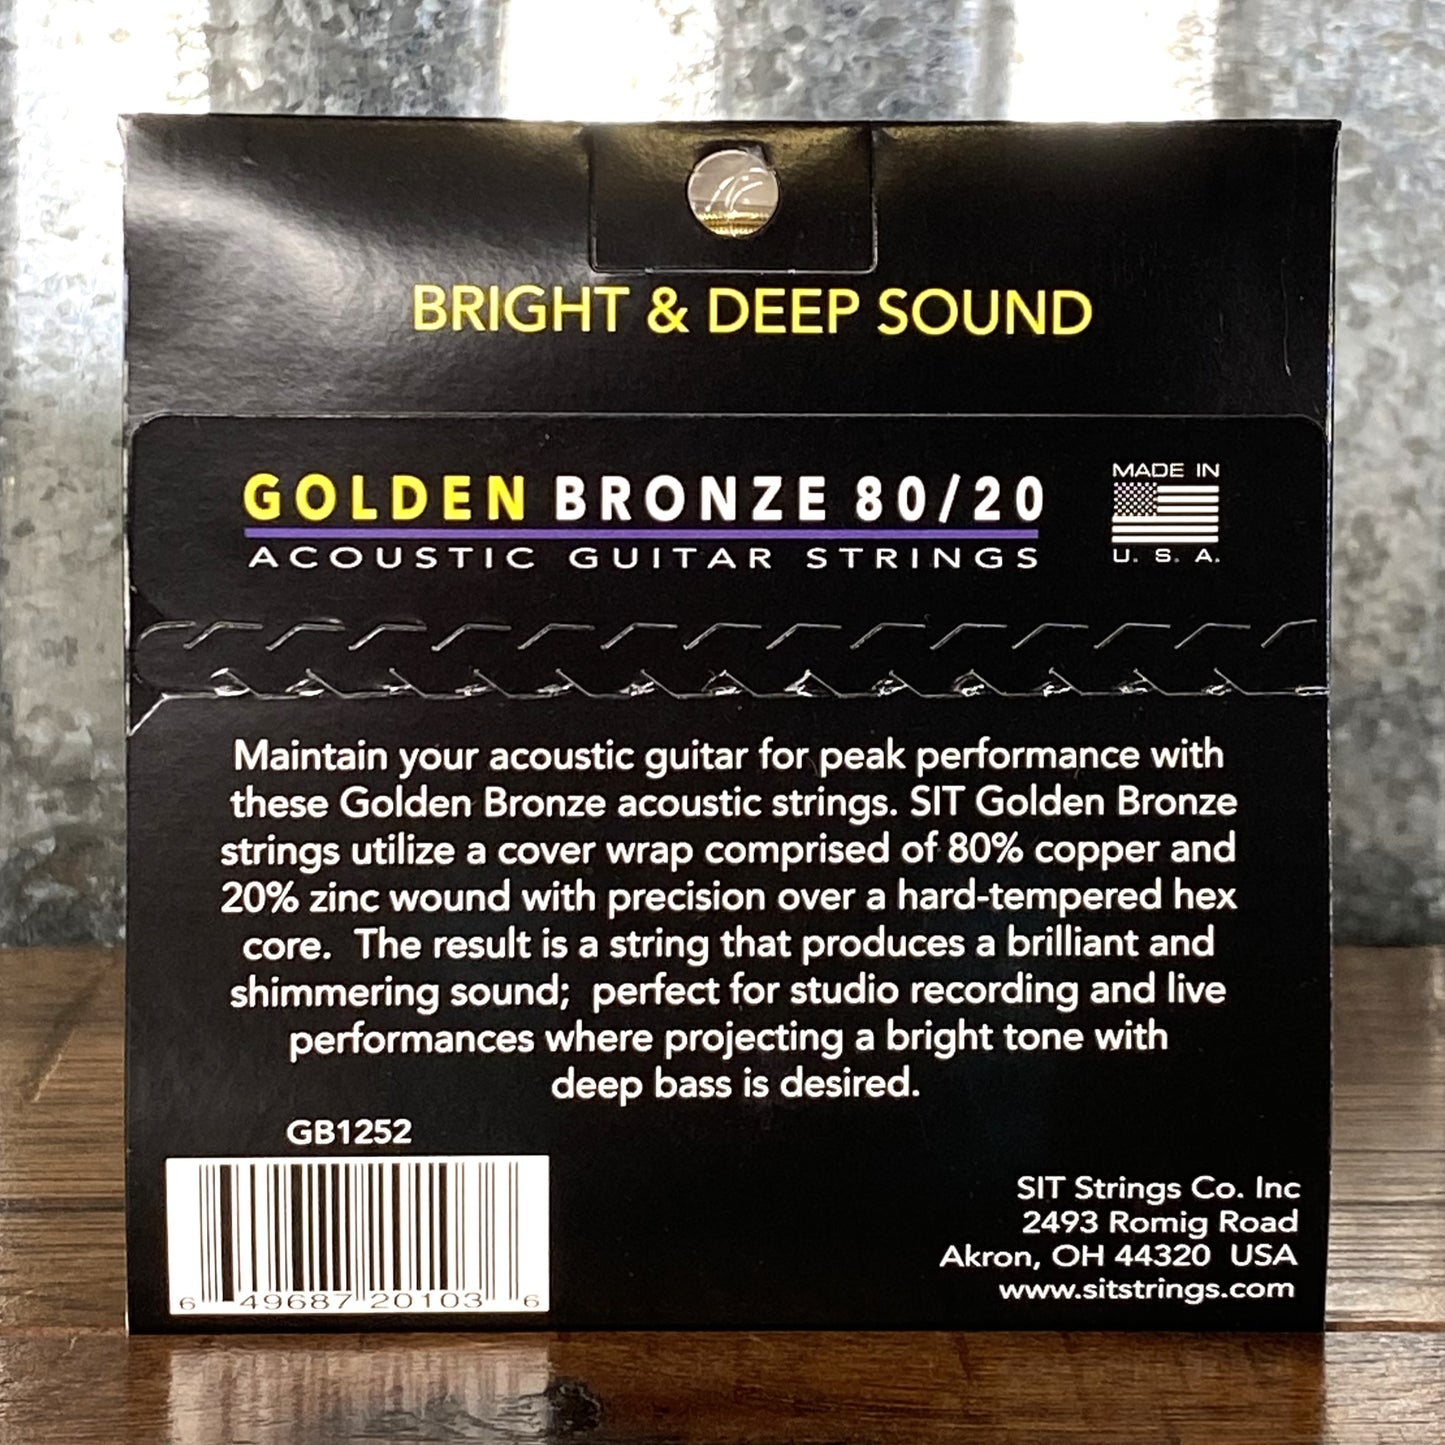 BRIGHT & DEEP SOUND
GOLDEN BRONZE 80/20
ACOUSTIC GUITAR STRINGS
MADE IN
U. S. A.
Maintain your acoustic guitar for peak performance with
these Golden Bronze acoustic strings. SIT Golden Bronze
strings utilize a cover wrap comprised of 80% copper and
20% zinc wound with precision over a hard-tempered hex
core. The result is a string that produces a brilliant and
shimmering sound; perfect for studio recording and live
performances where projecting a bright tone with
deep bass is desired.
GB1252
6 49687 20103 6
SIT Strings Co. Inc
2493 Romig Road
Akron, OH 44320 USA
www.sitstrings.com